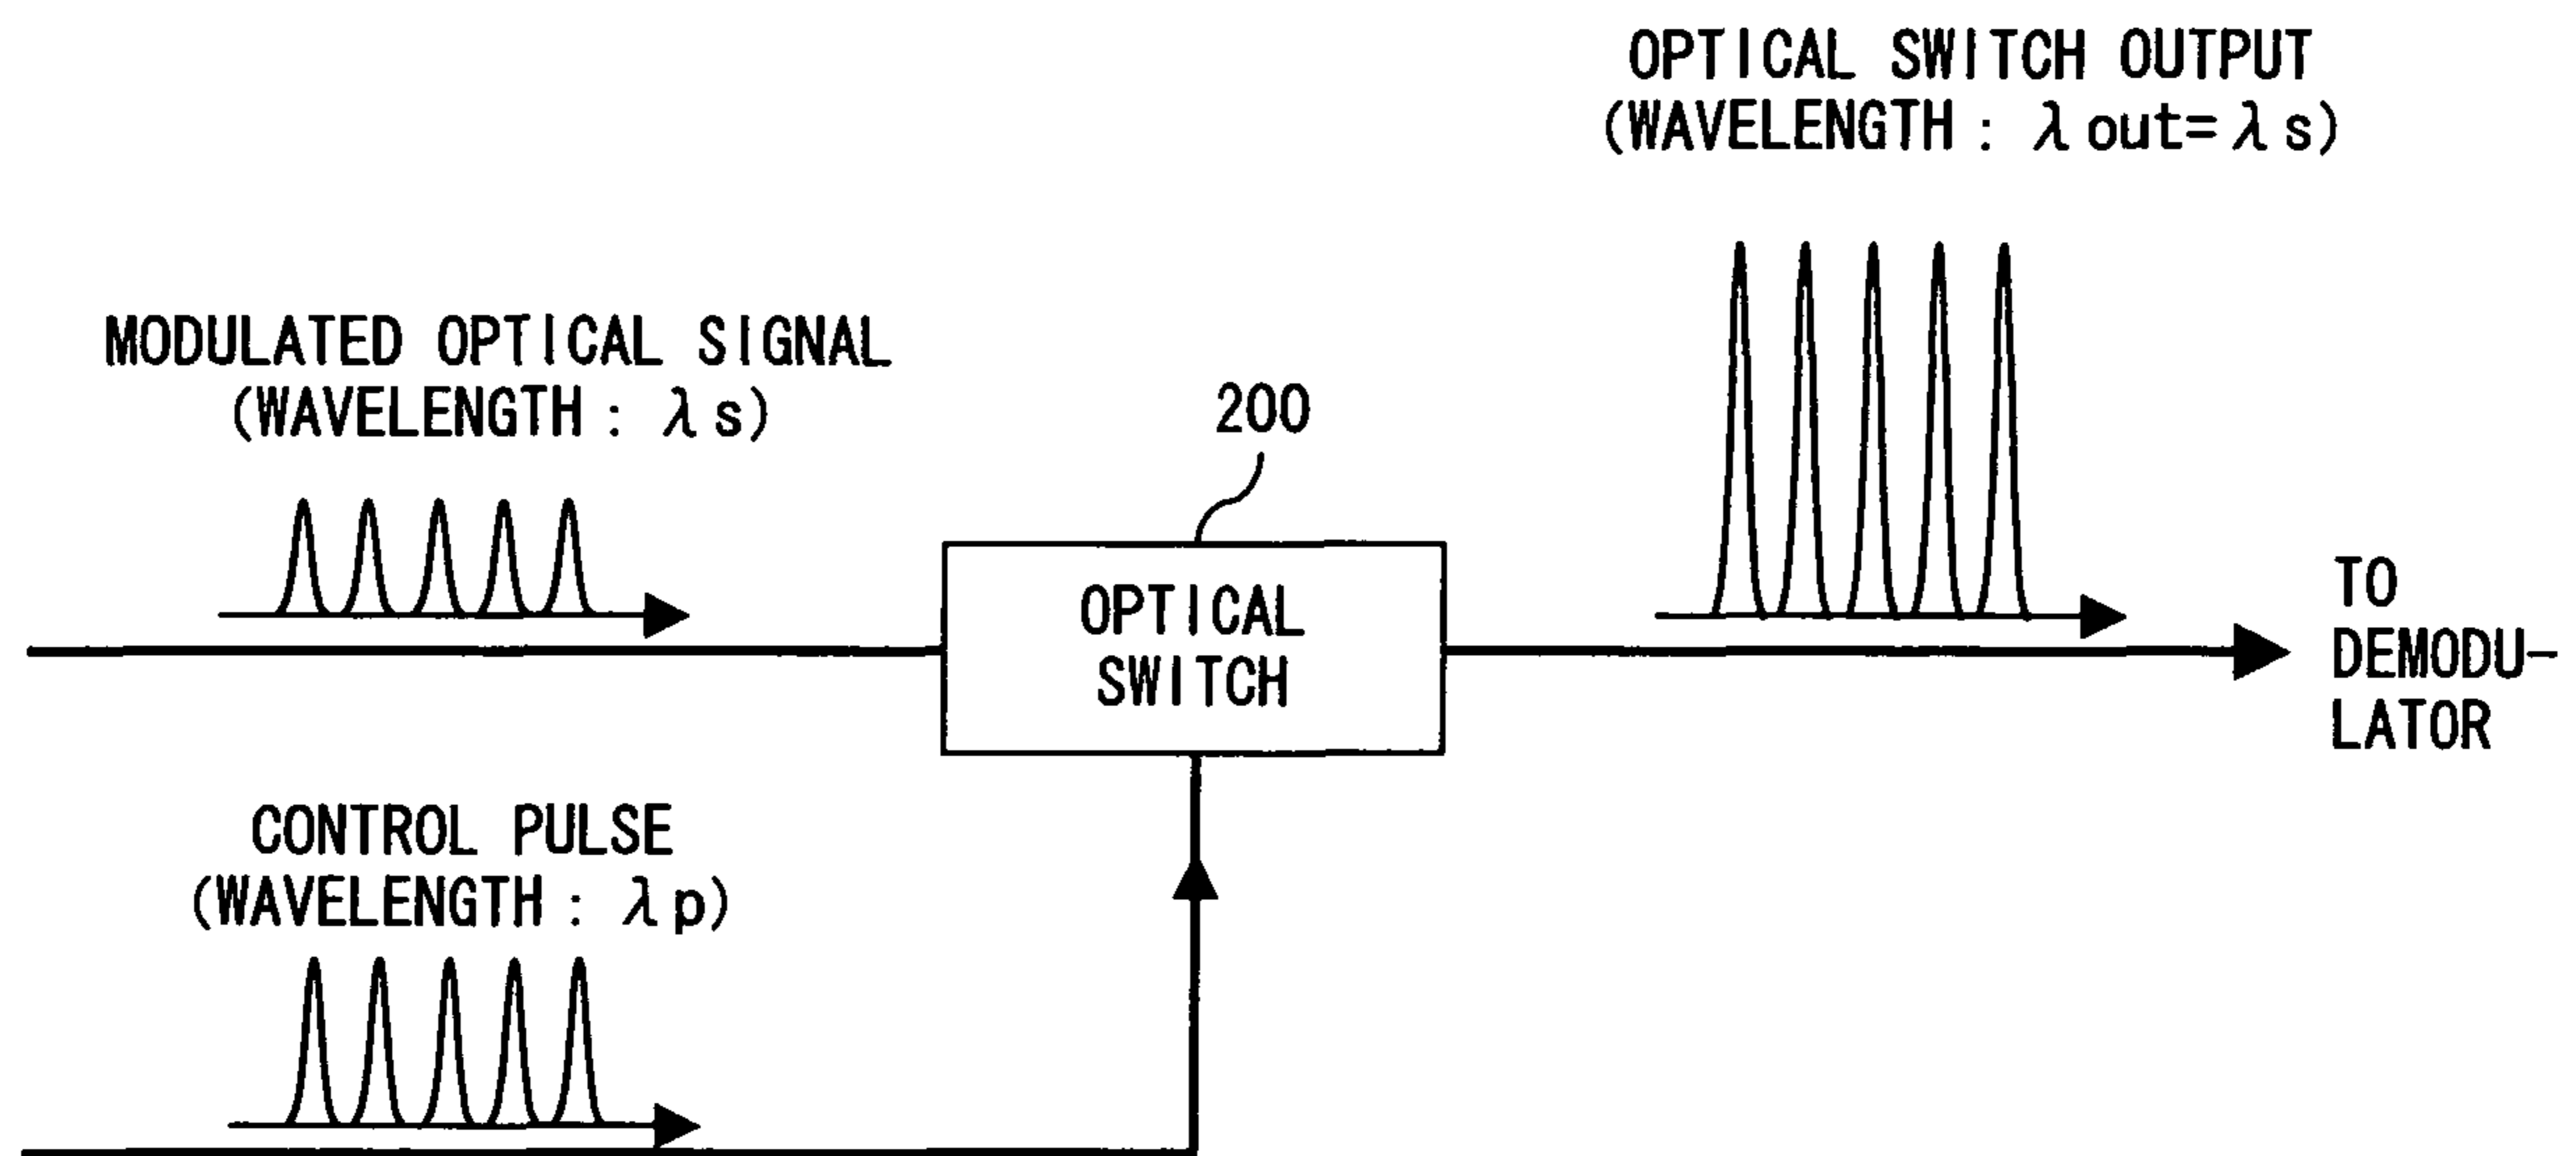 OPTICAL SWITCH OUTPUT
(WAVELENGTH : λout=λs)
MODULATED OPTICAL SIGNAL
(WAVELENGTH : λs)
200
OPTICAL
SWITCH
TO
DEMODU-
LATOR
CONTROL PULSE
(WAVELENGTH : λp)